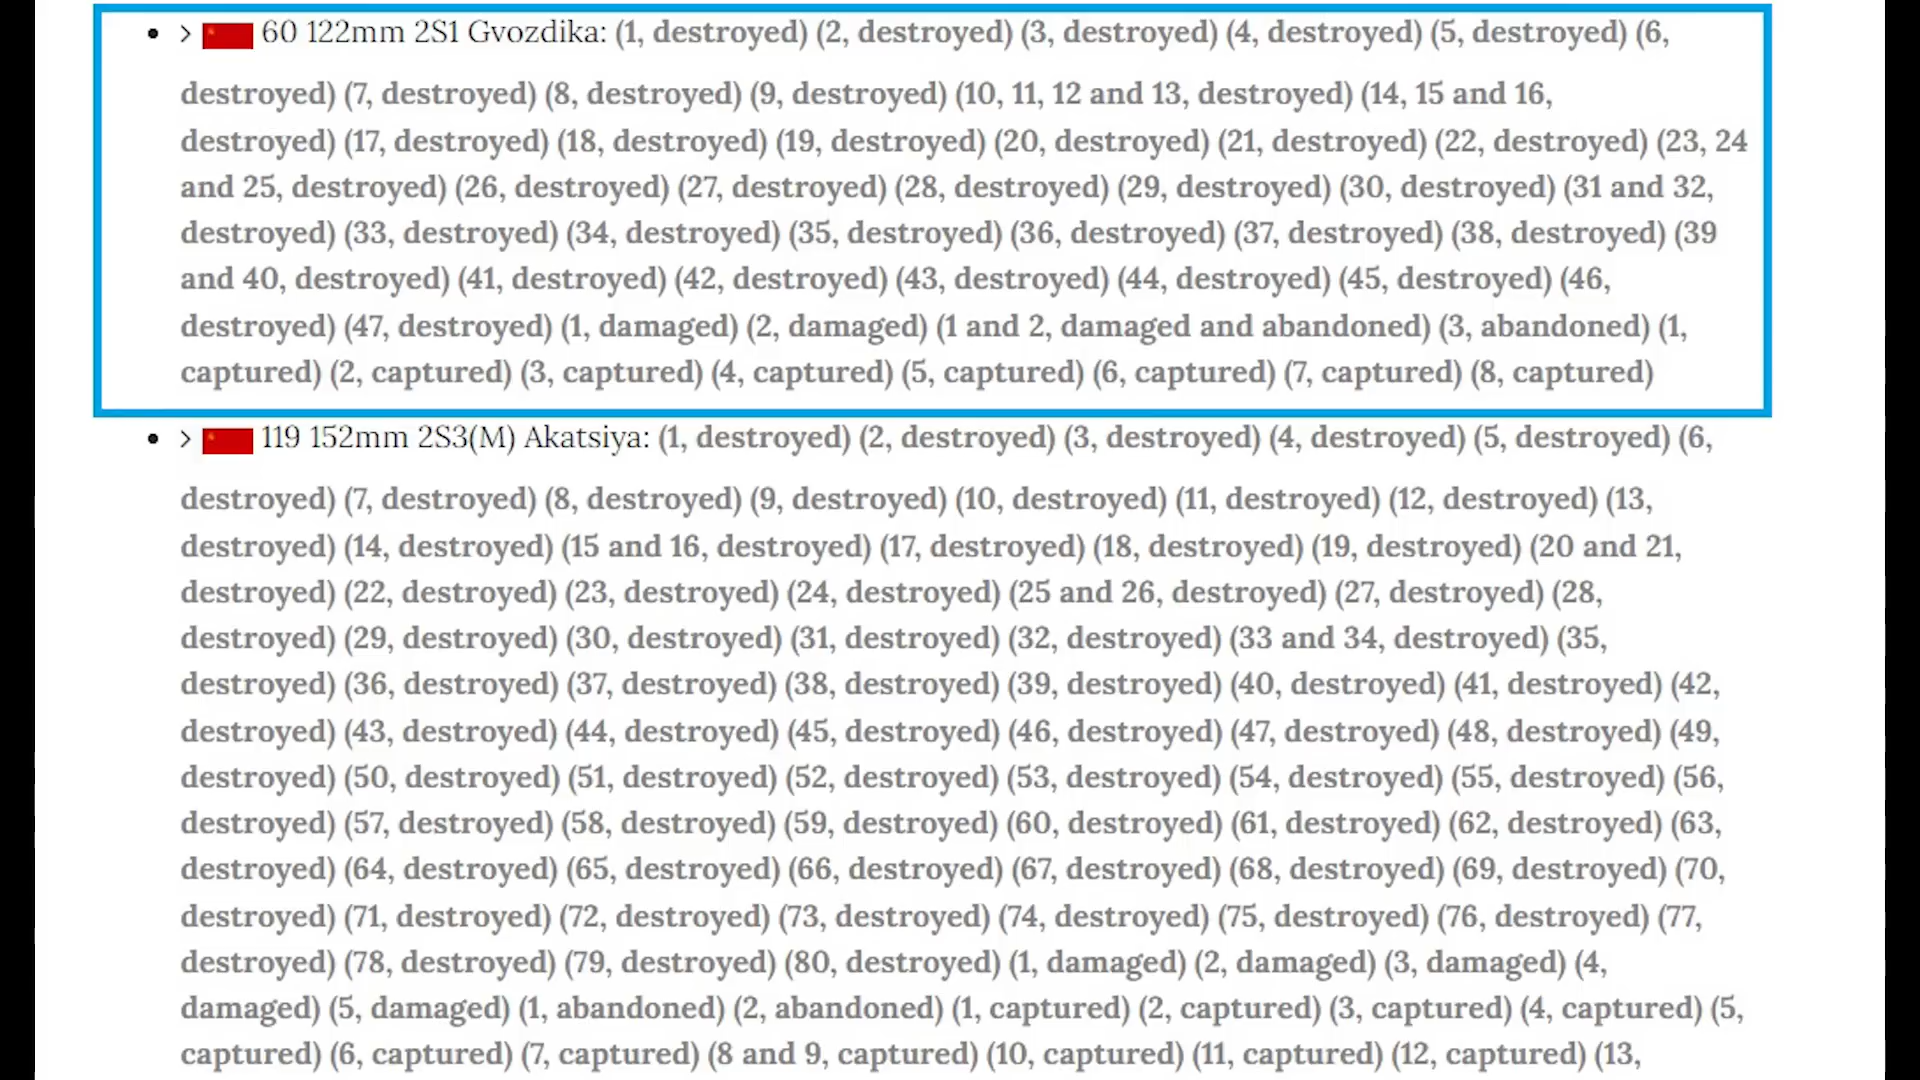 > 60 122mm 2S1 Gvozdika: (1, destroyed) (2, destroyed) (3, destroyed) (4, destroyed) (5, destroyed) (6,
destroyed) (7, destroyed) (8, destroyed) (9, destroyed) (10, 11, 12 and 13, destroyed) (14, 15 and 16,
destroyed) (17, destroyed) (18, destroyed) (19, destroyed) (20, destroyed) (21, destroyed) (22, destroyed) (23, 24
and 25, destroyed) (26, destroyed) (27, destroyed) (28, destroyed) (29, destroyed) (30, destroyed) (31 and 32,
destroyed) (33, destroyed) (34, destroyed) (35, destroyed) (36, destroyed) (37, destroyed) (38, destroyed) (39
and 40, destroyed) (41, destroyed) (42, destroyed) (43, destroyed) (44, destroyed) (45, destroyed) (46,
destroyed) (47, destroyed) (1, damaged) (2, damaged) (1 and 2, damaged and abandoned) (3, abandoned) (1,
captured) (2, captured) (3, captured) (4, captured) (5, captured) (6, captured) (7, captured) (8, captured)
> 119 152mm 2S3(M) Akatsiya: (1, destroyed) (2, destroyed) (3, destroyed) (4, destroyed) (5, destroyed) (6,
destroyed) (7, destroyed) (8, destroyed) (9, destroyed) (10, destroyed) (11, destroyed) (12, destroyed) (13,
destroyed) (14, destroyed) (15 and 16, destroyed) (17, destroyed) (18, destroyed) (19, destroyed) (20 and 21,
destroyed) (22, destroyed) (23, destroyed) (24, destroyed) (25 and 26, destroyed) (27, destroyed) (28,
destroyed) (29, destroyed) (30, destroyed) (31, destroyed) (32, destroyed) (33 and 34, destroyed) (35,
destroyed) (36, destroyed) (37, destroyed) (38, destroyed) (39, destroyed) (40, destroyed) (41, destroyed) (42,
destroyed) (43, destroyed) (44, destroyed) (45, destroyed) (46, destroyed) (47, destroyed) (48, destroyed) (49,
destroyed) (50, destroyed) (51, destroyed) (52, destroyed) (53, destroyed) (54, destroyed) (55, destroyed) (56,
destroyed) (57, destroyed) (58, destroyed) (59, destroyed) (60, destroyed) (61, destroyed) (62, destroyed) (63,
destroyed) (64, destroyed) (65, destroyed) (66, destroyed) (67, destroyed) (68, destroyed) (69, destroyed) (70,
destroyed) (71, destroyed) (72, destroyed) (73, destroyed) (74, destroyed) (75, destroyed) (76, destroyed) (77,
destroyed) (78, destroyed) (79, destroyed) (80, destroyed) (1, damaged) (2, damaged) (3, damaged) (4,
damaged) (5, damaged) (1, abandoned) (2, abandoned) (1, captured) (2, captured) (3, captured) (4, captured) (5,
captured) (6, captured) (7, captured) (8 and 9, captured) (10, captured) (11, captured) (12, captured) (13,